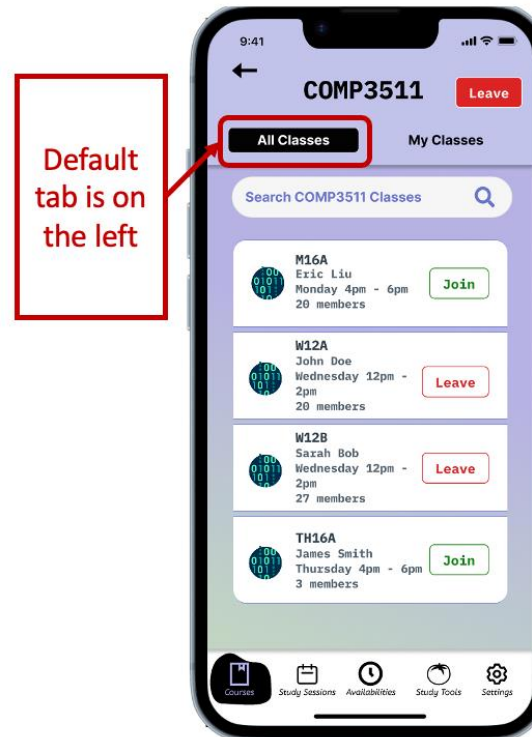 Default
tab is on
the left
9:41
COMP3511
Leave
All Classes
My Classes
Search COMP3511 Classes
M16A
Eric Liu
Monday 4pm - 6pm
20 members
Join
W12A
John Doe
Wednesday 12pm -
2pm
20 members
Leave
W12B
Sarah Bob
Wednesday 12pm -
2pm
27 members
Leave
TH16A
James Smith
Thursday 4pm - 6pm
3 members
Join
Courses
Study Sessions
Availabilities
Study Tools
Settings